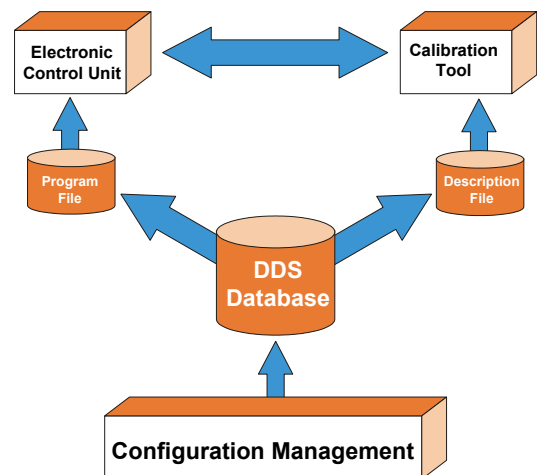 Electronic
Control Unit
Calibration
Tool
Program
File
Description
File
DDS
Database
Configuration Management